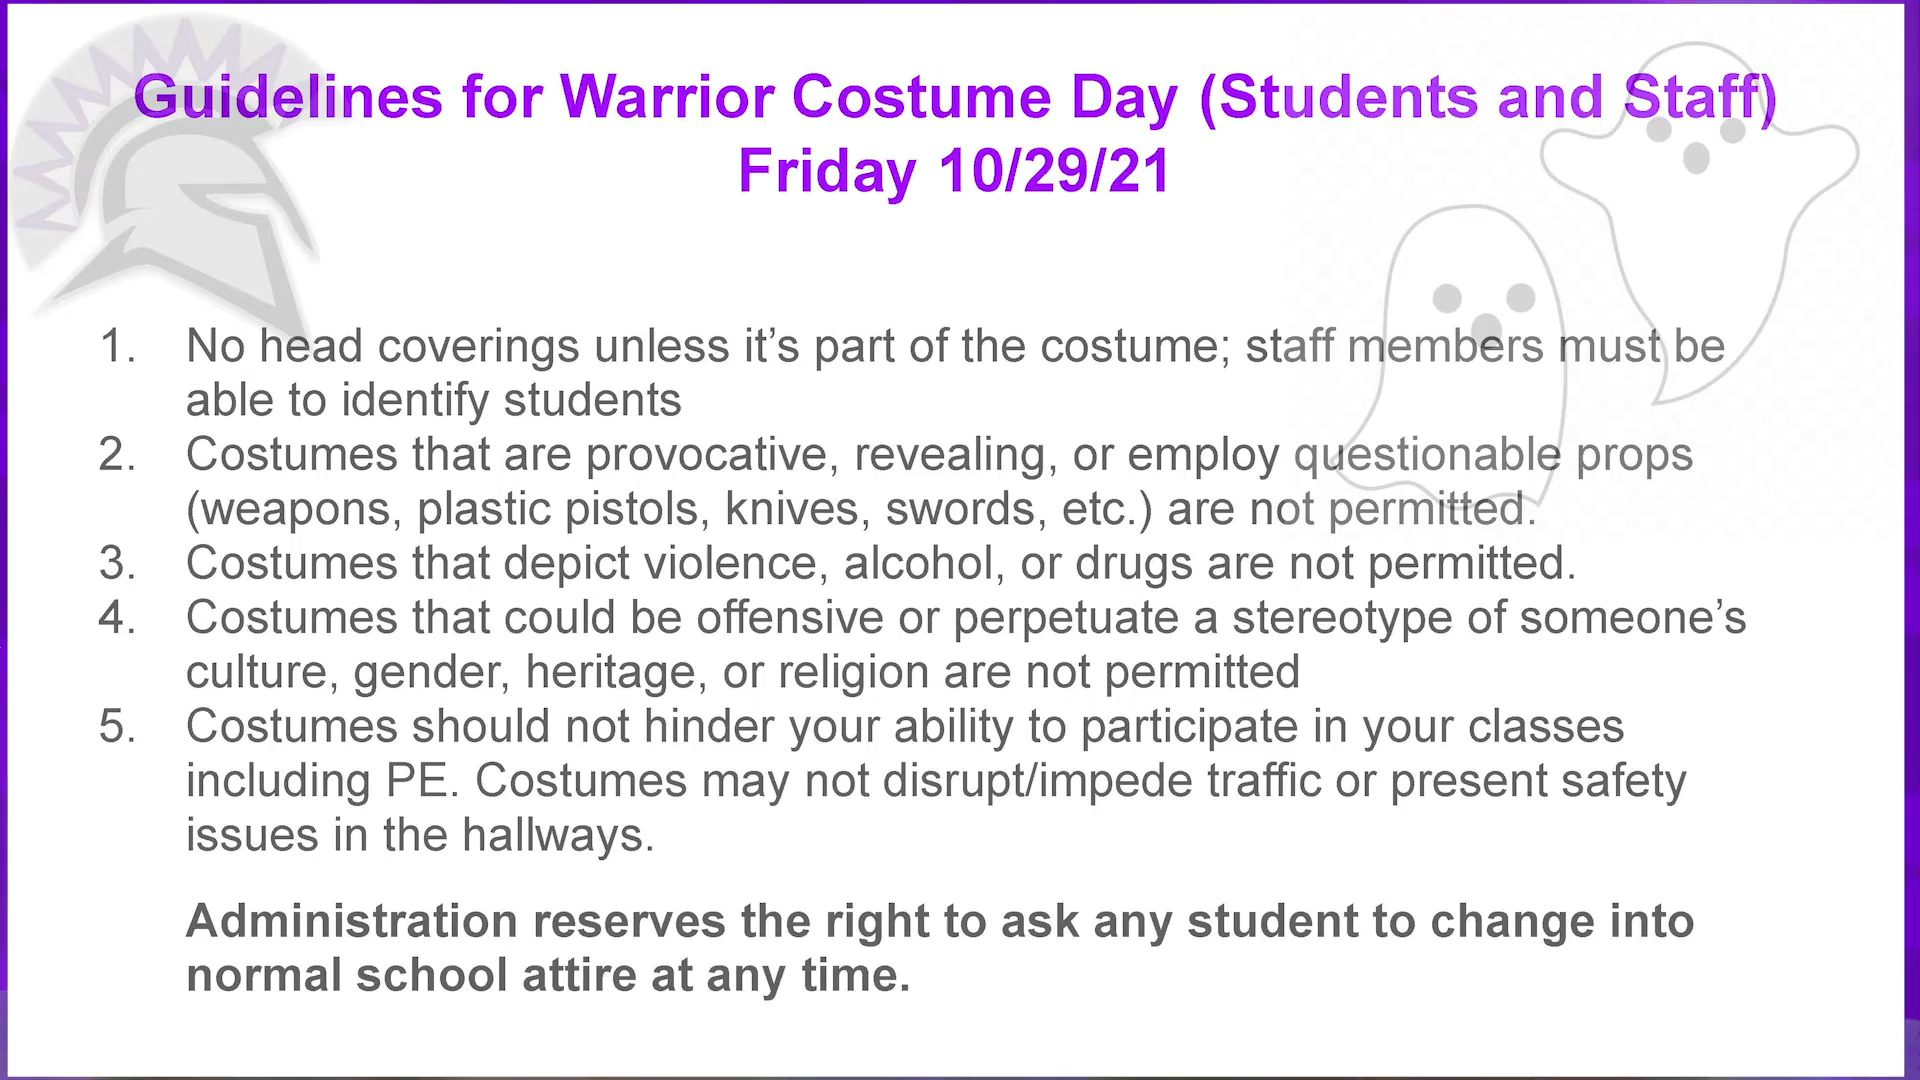 Guidelines for Warrior Costume Day (Students and Staff)
Friday 10/29/21
1. No head coverings unless it’s part of the costume; staff members must be
able to identify students
2. Costumes that are provocative, revealing, or employ questionable props
(weapons, plastic pistols, knives, swords, etc.) are not permitted.
3. Costumes that depict violence, alcohol, or drugs are not permitted.
4. Costumes that could be offensive or perpetuate a stereotype of someone’s
culture, gender, heritage, or religion are not permitted
5. Costumes should not hinder your ability to participate in your classes
including PE. Costumes may not disrupt/impede traffic or present safety
issues in the hallways.
Administration reserves the right to ask any student to change into
normal school attire at any time.